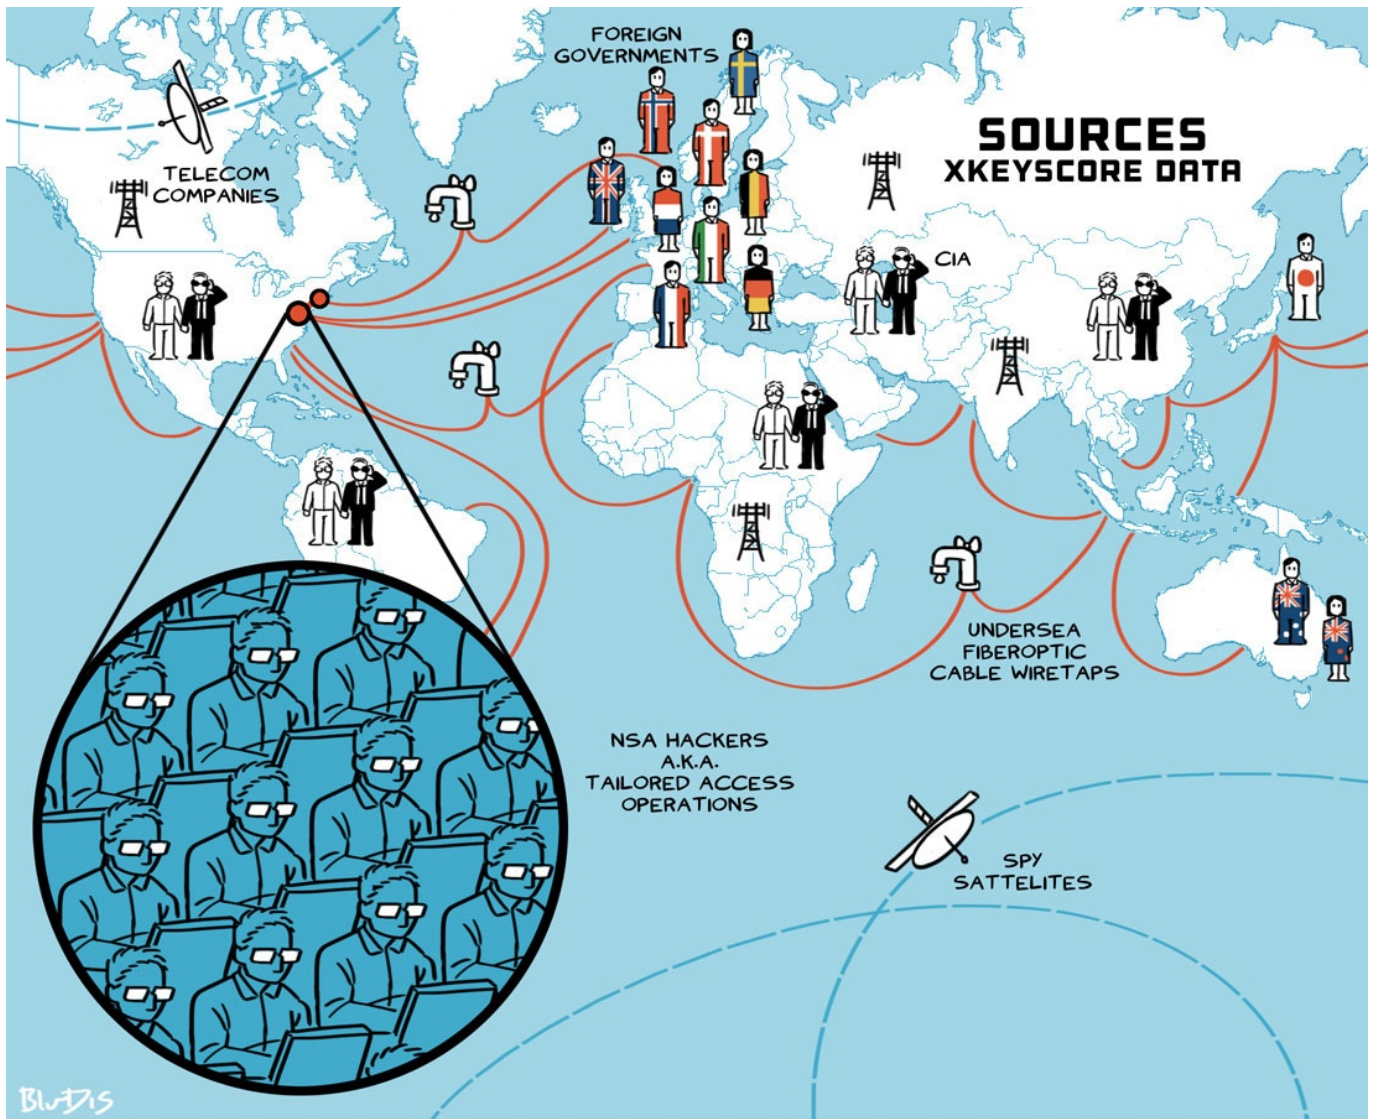 FOREIGN
GOVERNMENTS
SOURCES
XKEYSCORE DATA
TELECOM
COMPANIES
CIA
UNDERSEA
FIBEROPTIC
CABLE WIRETAPS
NSA HACKERS
A.K.A.
TAILORED ACCESS
OPERATIONS
SPY
SATTELITES
BluDis